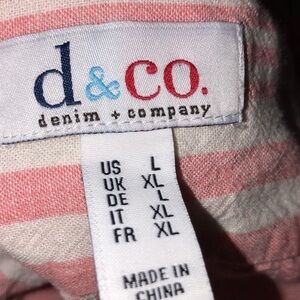 d&co.
denim + company
US L
UK XL
DE L
IT XL
FR XL
MADE IN
CHINA